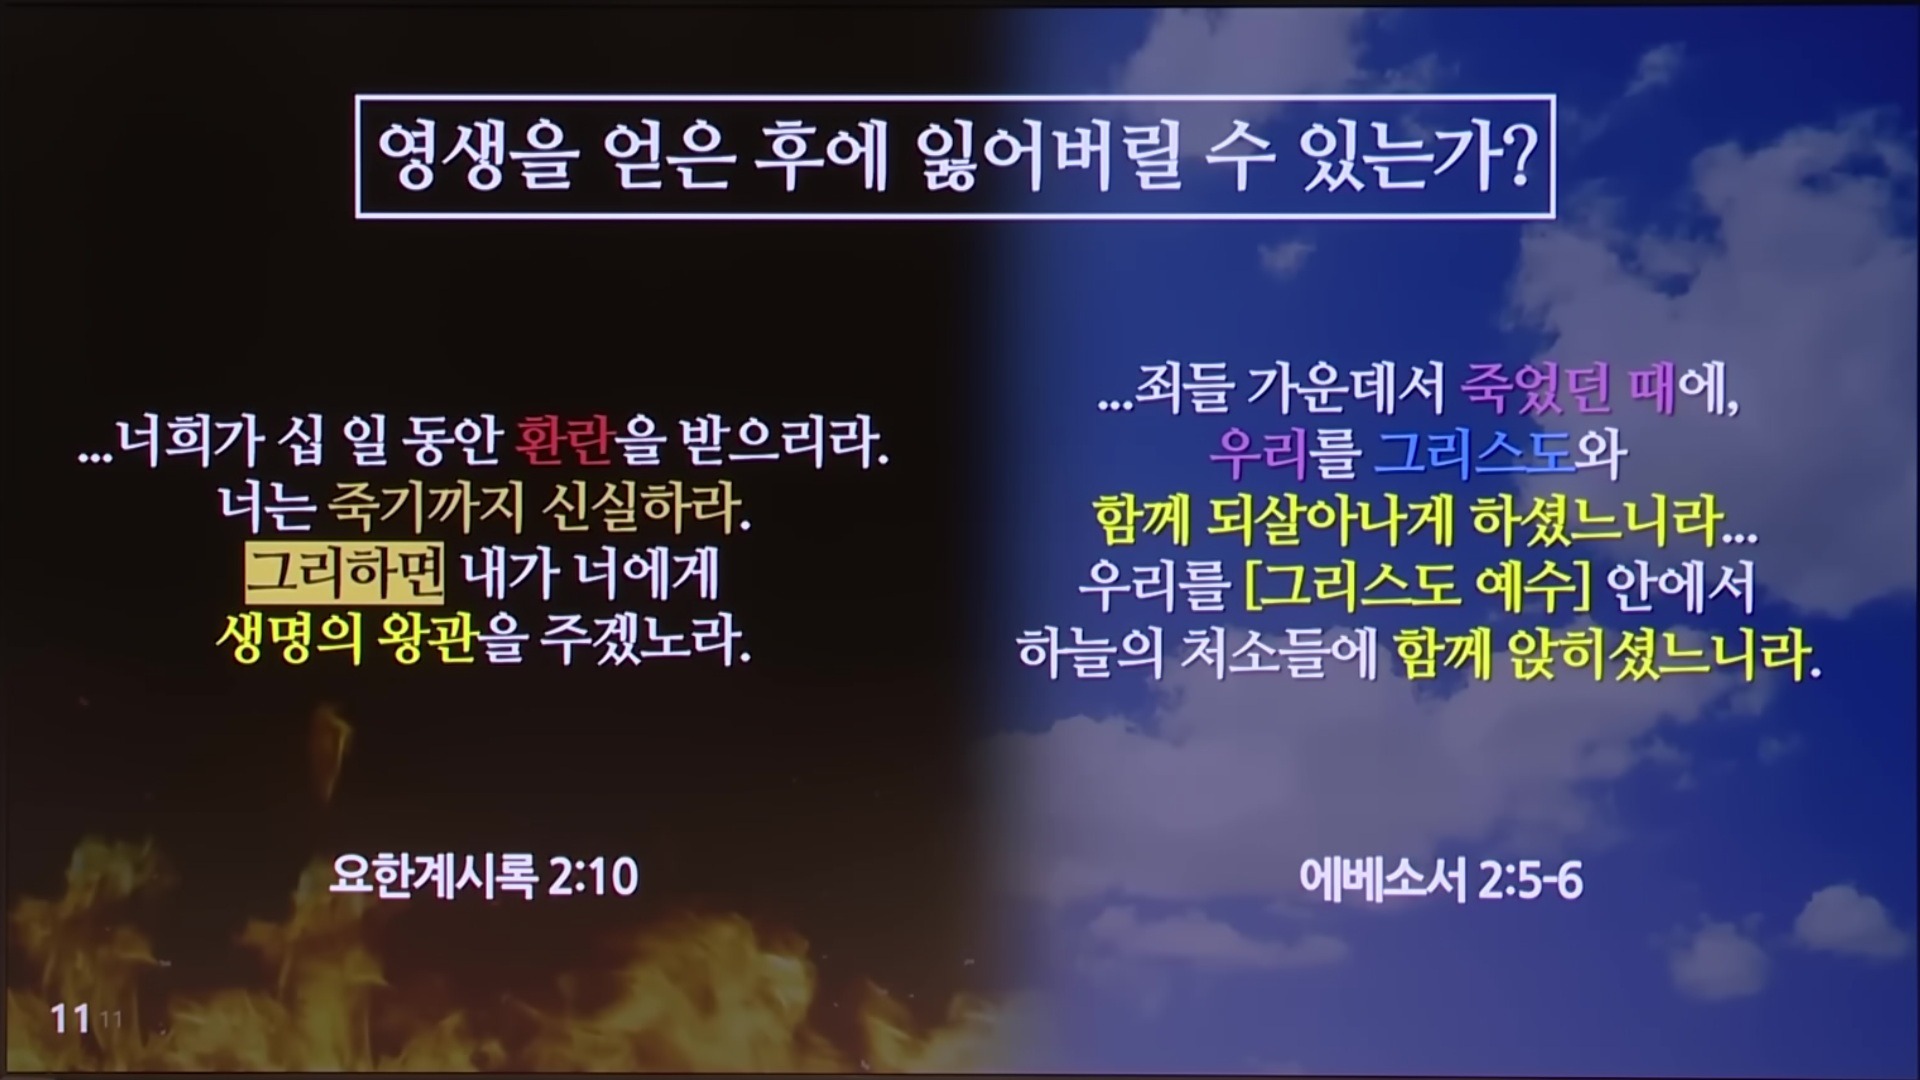 영생을 얻은 후에 잃어버릴 수 있는가?
...너희가 십 일 동안 환란을 받으리라.
너는 죽기까지 신실하라.
그리하면 내가 너에게
생명의 왕관을 주겠노라.
요한계시록 2:10
...죄들 가운데서 죽었던 때에,
우리를 그리스도와
함께 되살아나게 하셨느니라...
우리를 [그리스도 예수] 안에서
하늘의 처소들에 함께 앉히셨느니라.
에베소서 2:5-6
11 11